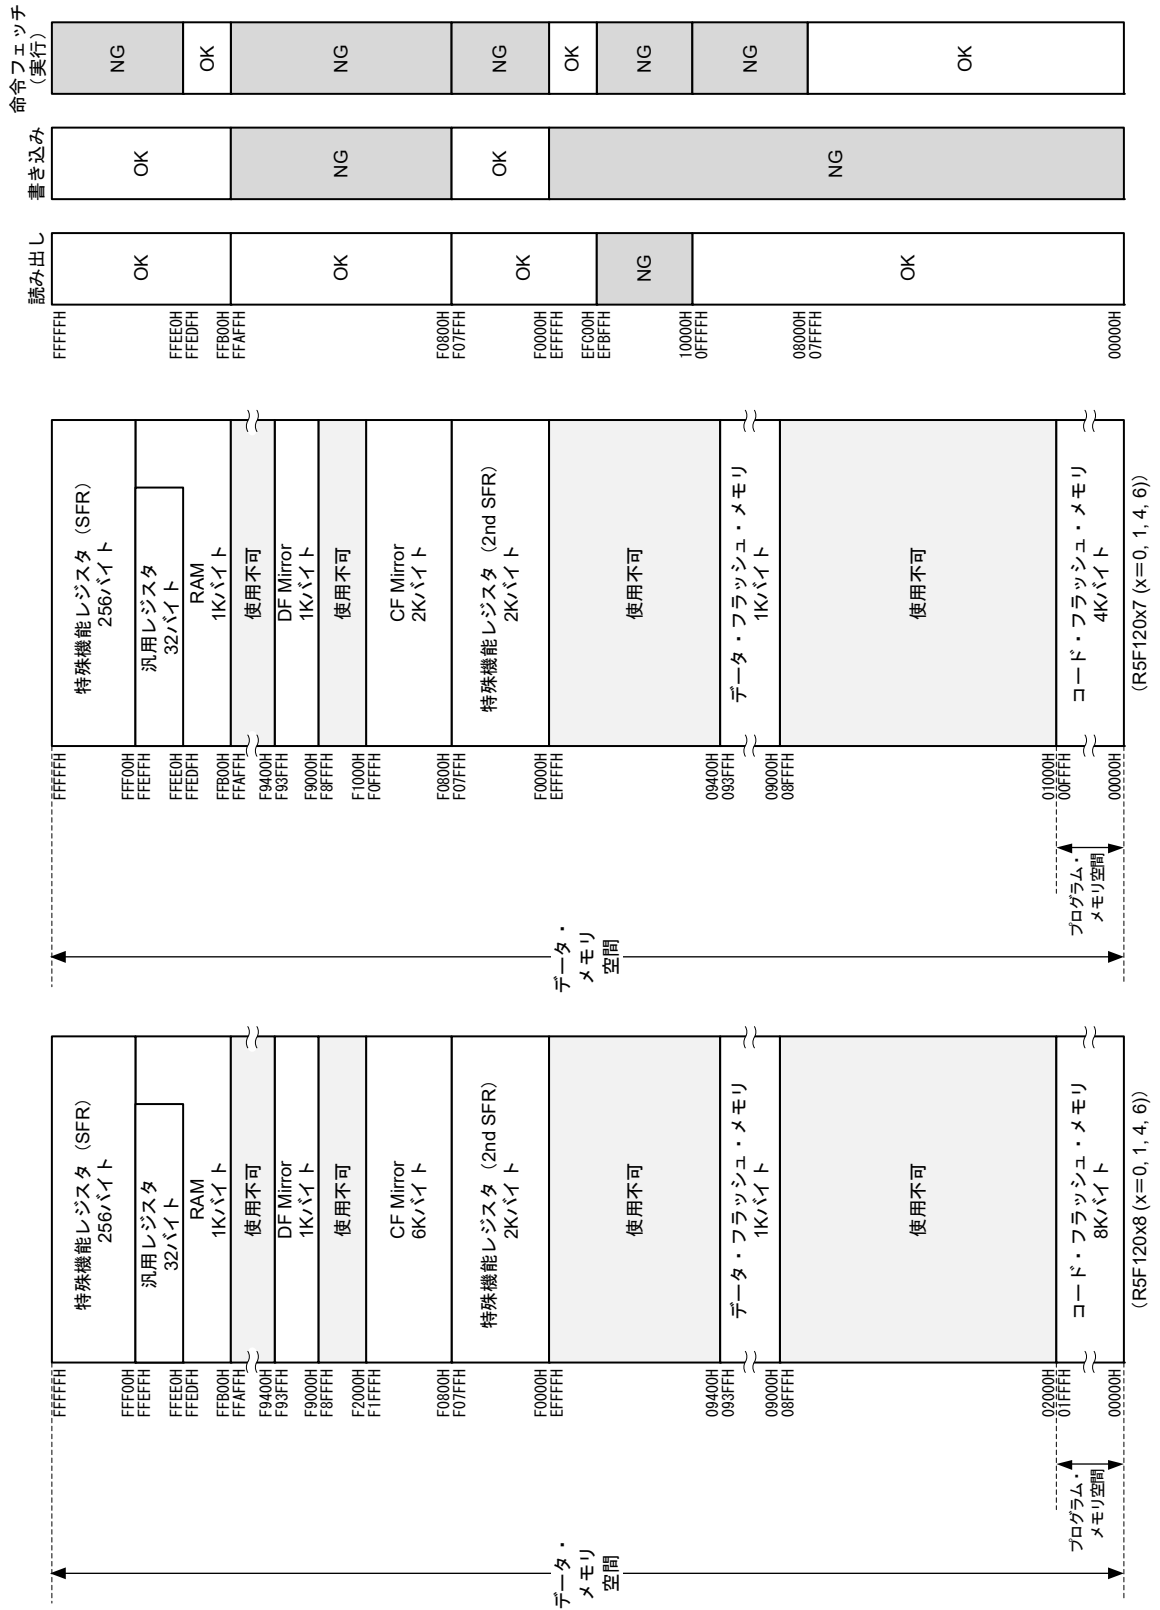 命令フェッチ
（実行）
NG
OK
NG
NG
OK
NG
NG
OK
書き込み
OK
NG
OK
NG
読み出し
OK
OK
OK
NG
OK
FFFFFH
FFEE0H
FFEDFH
FFB00H
FFAFFH
F0800H
F07FFH
F0000H
EFFFFH
EFC00H
EFBFFH
10000H
0FFFFH
08000H
07FFFH
00000H
特殊機能レジスタ（SFR）
256バイト
汎用レジスタ
32バイト
RAM
1Kバイト
使用不可
DF Mirror
1Kバイト
使用不可
CF Mirror
2Kバイト
特殊機能レジスタ（2nd SFR）
2Kバイト
使用不可
データ・フラッシュ・メモリ
1Kバイト
使用不可
コード・フラッシュ・メモリ
4Kバイト
（R5F120x7 (x＝0, 1, 4, 6)）
FFFFFH
FFF00H
FFEFFH
FFEE0H
FFEDFH
FFB00H
FFAFFH
F9400H
F93FFH
F9000H
F8FFFH
F1000H
F0FFFH
F0800H
F07FFH
F0000H
EFFFFH
09400H
093FFH
09000H
08FFFH
01000H
00FFFH
00000H
プログラム・
メモリ空間
データ・
メモリ
空間
特殊機能レジスタ（SFR）
256バイト
汎用レジスタ
32バイト
RAM
1Kバイト
使用不可
DF Mirror
1Kバイト
使用不可
CF Mirror
6Kバイト
特殊機能レジスタ（2nd SFR）
2Kバイト
使用不可
データ・フラッシュ・メモリ
1Kバイト
使用不可
コード・フラッシュ・メモリ
8Kバイト
（R5F120x8 (x＝0, 1, 4, 6)）
FFFFFH
FFF00H
FFEFFH
FFEE0H
FFEDFH
FFB00H
FFAFFH
F9400H
F93FFH
F9000H
F8FFFH
F2000H
F1FFFH
F0800H
F07FFH
F0000H
EFFFFH
09400H
093FFH
09000H
08FFFH
02000H
01FFFH
00000H
プログラム・
メモリ空間
データ・
メモリ
空間